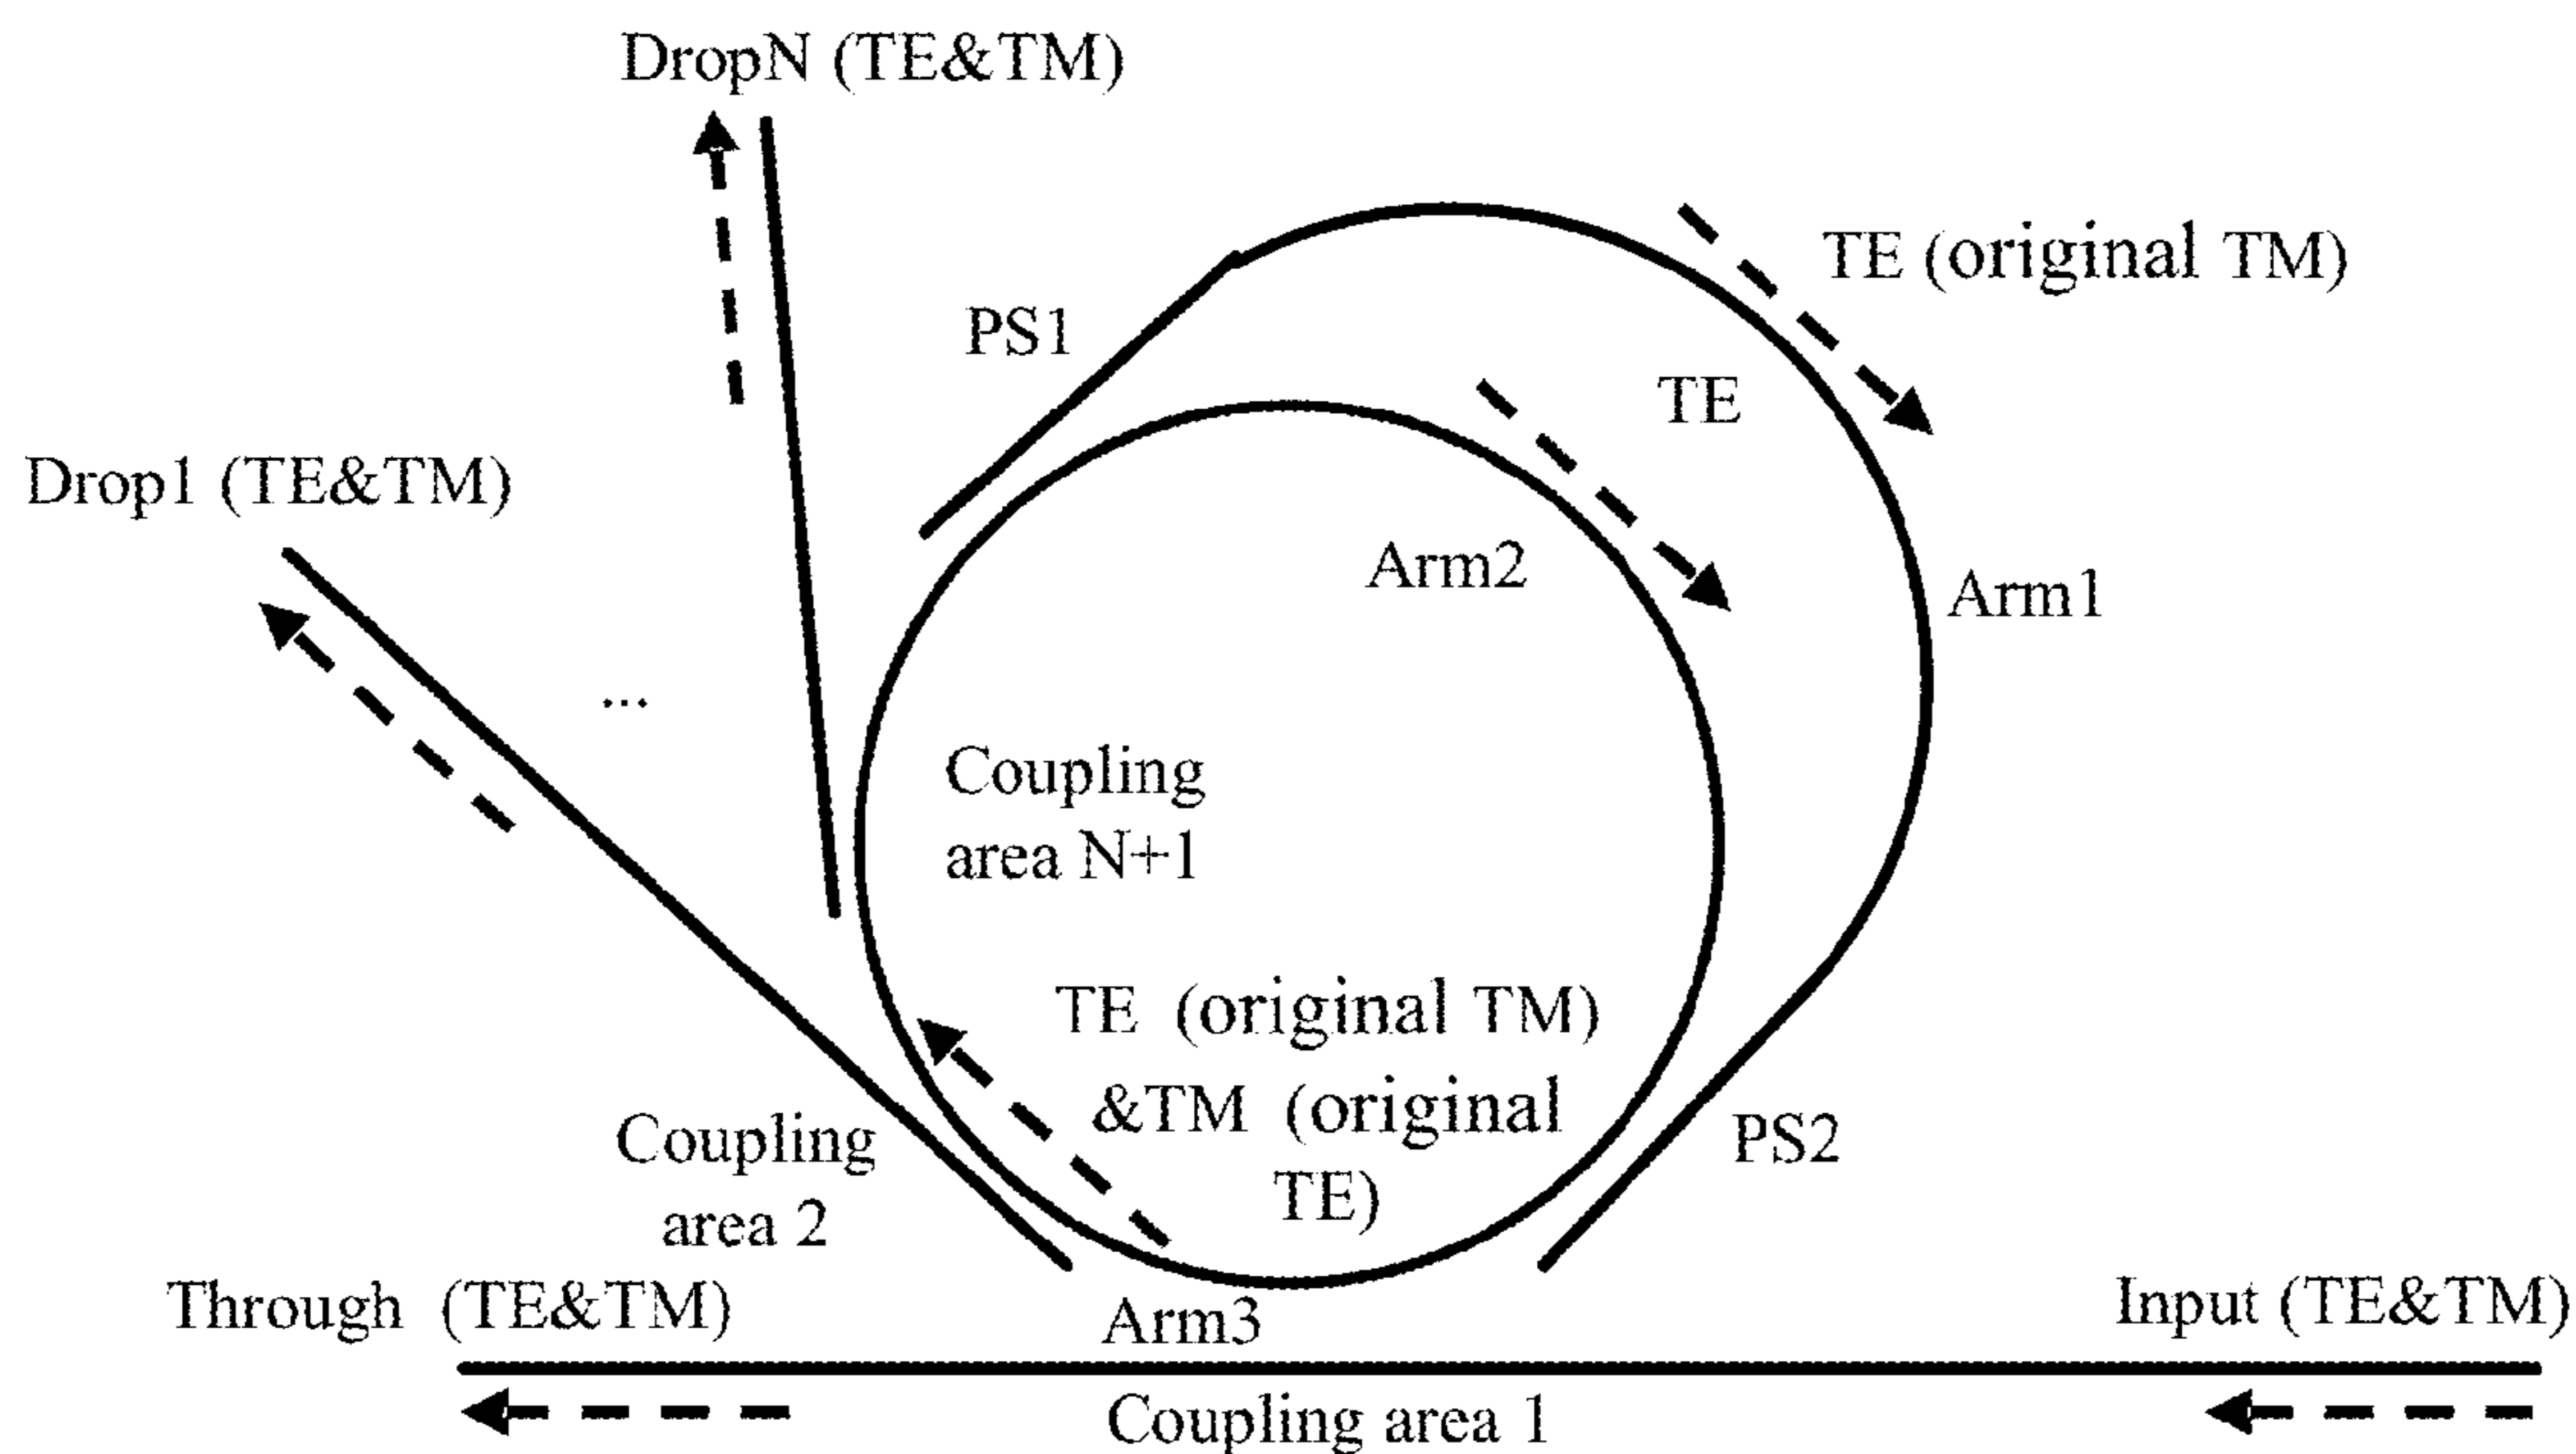 DropN (TE&TM)
TE (original TM)
PS1
TE
Drop1 (TE&TM)
Arm2
Arm1
...
Coupling
area N+1
TE (original TM)
&TM (original
TE)
Coupling
area 2
PS2
Through (TE&TM)
Arm3
Input (TE&TM)
Coupling area 1